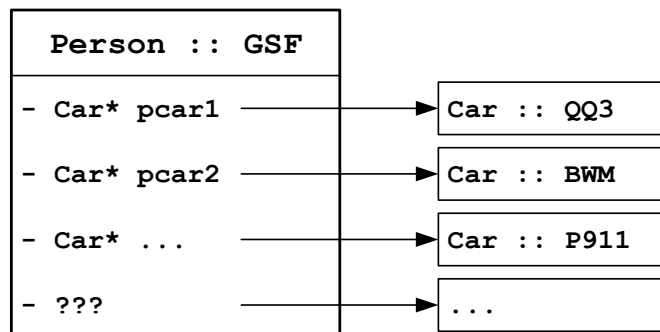 Person :: GSF
- Car* pcar1
Car :: QQ3
- Car* pcar2
Car :: BWM
- Car* ...
Car :: P911
- ???
...